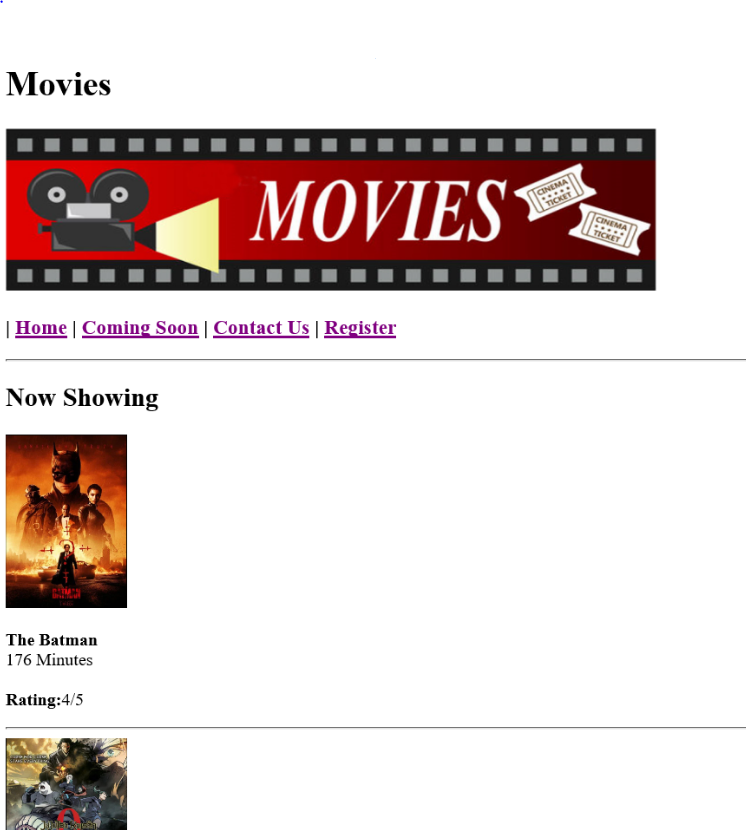 Movies
MOVIES
CINEMA
TICKET
CINEMA
TICKET
| Home | Coming Soon | Contact Us | Register
Now Showing
The Batman
176 Minutes
Rating:4/5